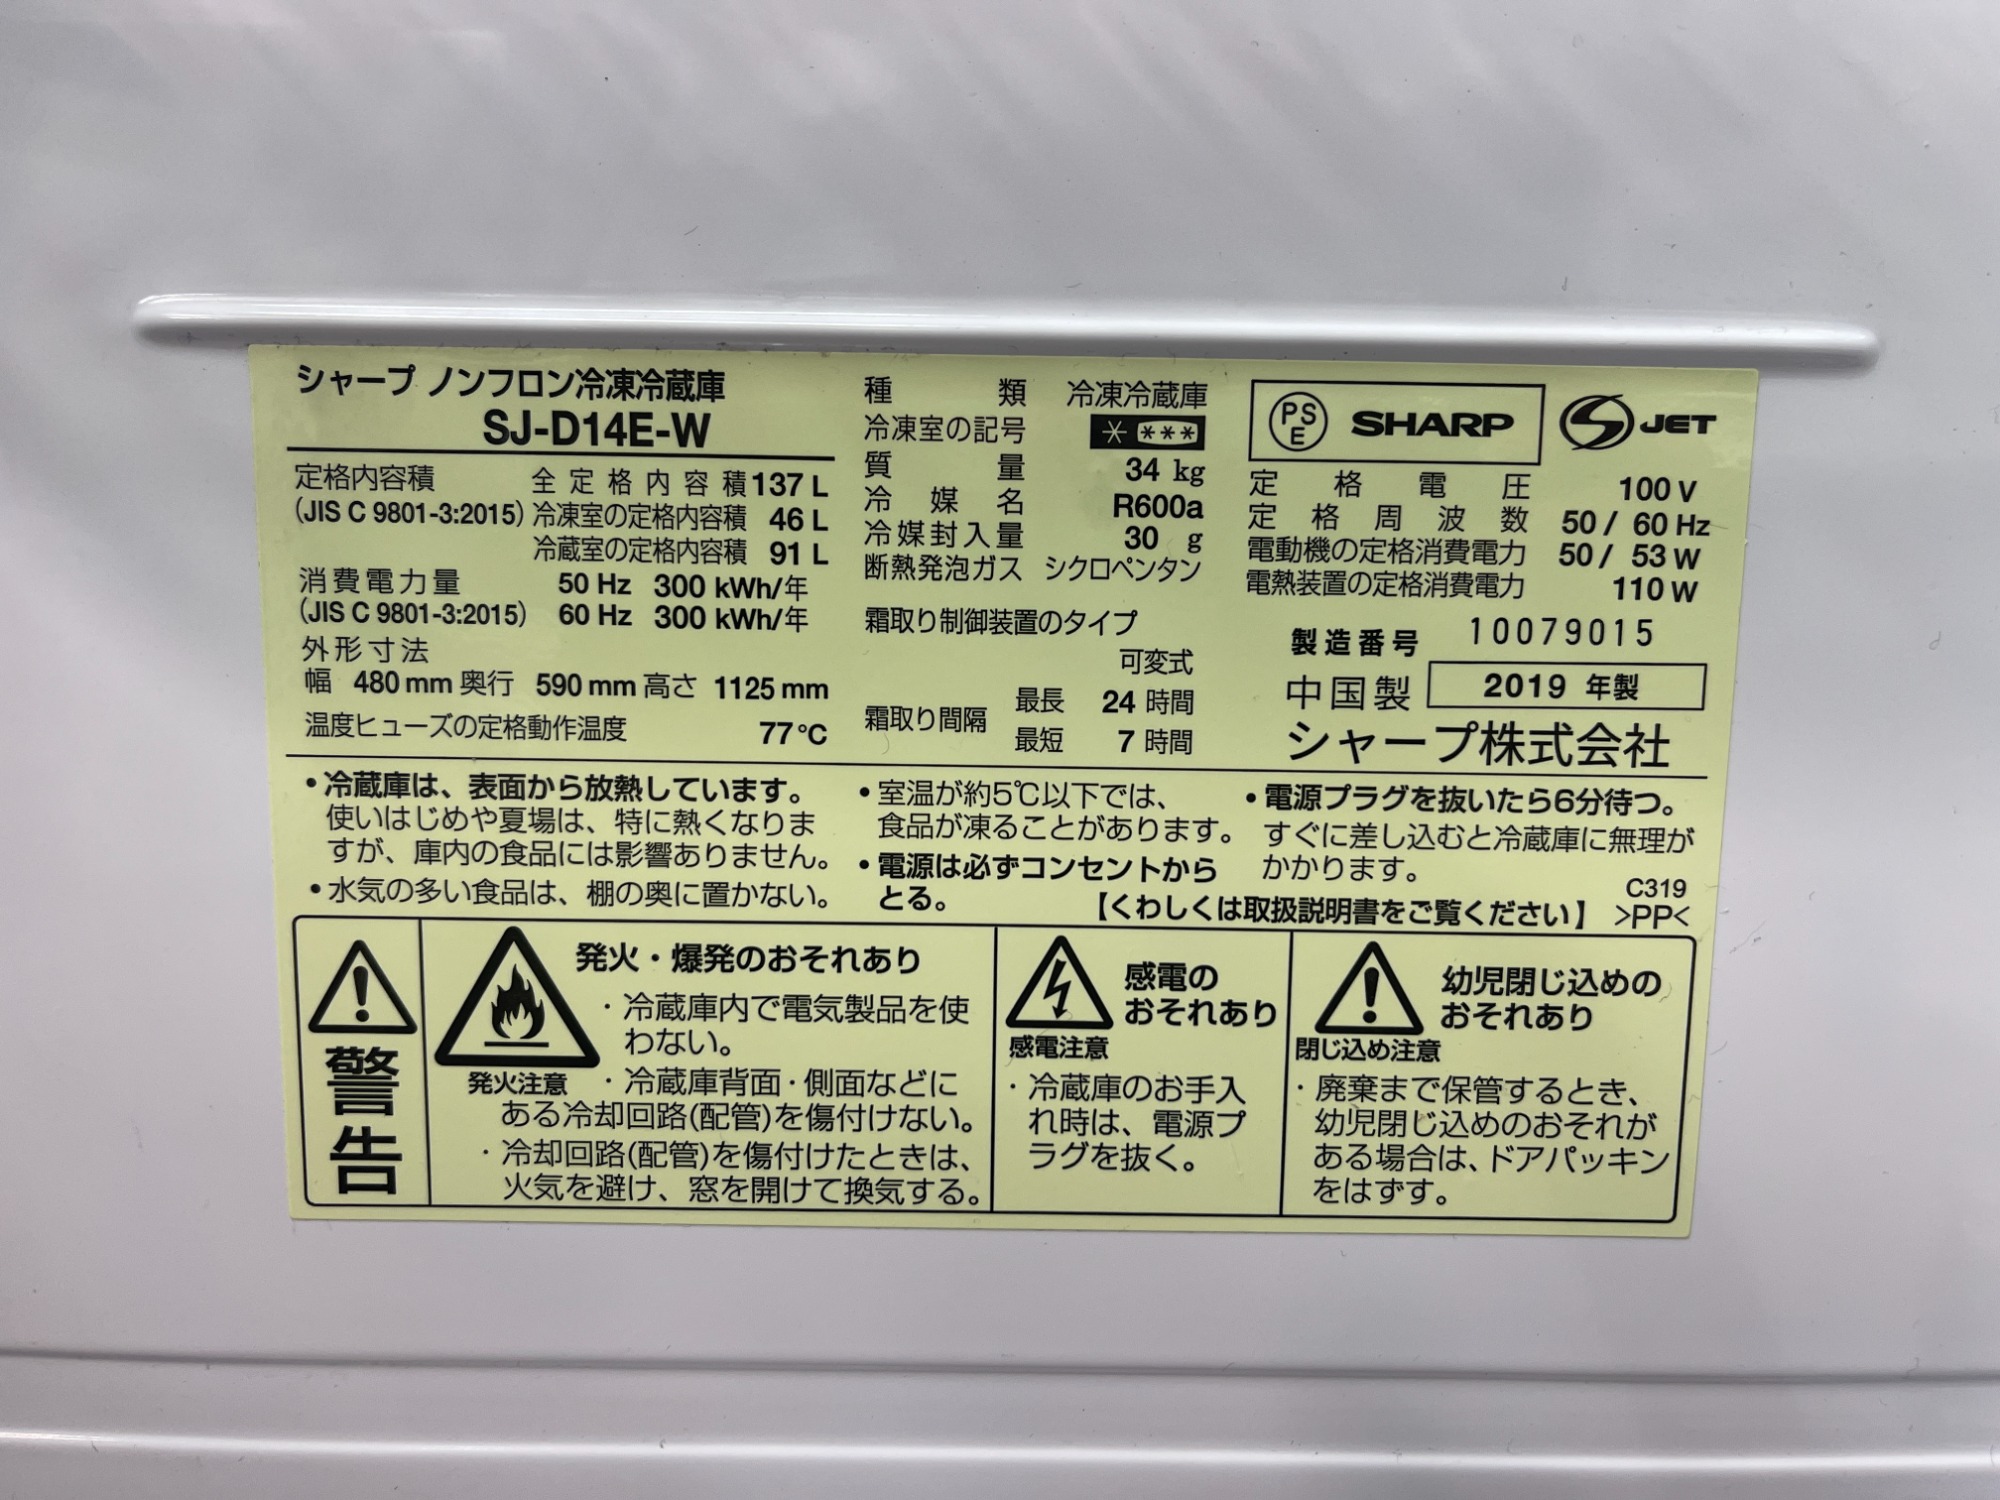 シャープ ノンフロン冷凍冷蔵庫
SJ-D14E-W
定格内容積 全定格内容積 137 L
(JIS C 9801-3:2015) 冷凍室の定格内容積 46 L
冷蔵室の定格内容積 91 L
消費電力量 50 Hz 300 kWh/年
(JIS C 9801-3:2015) 60 Hz 300 kWh/年
外形寸法
幅 480 mm 奥行 590 mm 高さ 1125 mm
温度ヒューズの定格動作温度 77℃
種類 冷凍冷蔵庫
冷凍室の記号 * ***
質量 34 kg
冷媒名 R600a
冷媒封入量 30 g
断熱発泡ガス シクロペンタン
霜取り制御装置のタイプ
可変式
霜取り間隔 最長 24 時間
最短 7 時間
PSE SHARP S JET
定格電圧 100 V
定格周波数 50 / 60 Hz
電動機の定格消費電力 50 / 53 W
電熱装置の定格消費電力 110 W
製造番号 10079015
中国製 2019 年製
シャープ株式会社
・冷蔵庫は、表面から放熱しています。
使いはじめや夏場は、特に熱くなりま
すが、庫内の食品には影響ありません。
・水気の多い食品は、棚の奥に置かない。
・室温が約5℃以下では、
食品が凍ることがあります。
・電源は必ずコンセントから
とる。
・電源プラグを抜いたら6分待つ。
すぐに差し込むと冷蔵庫に無理が
かかります。
C319
【くわしくは取扱説明書をご覧ください】 >PP<
警告
発火・爆発のおそれあり
発火注意
・冷蔵庫内で電気製品を使
わない。
・冷蔵庫背面・側面などに
ある冷却回路(配管)を傷付けない。
・冷却回路(配管)を傷付けたときは、
火気を避け、窓を開けて換気する。
感電の
おそれあり
感電注意
・冷蔵庫のお手入
れ時は、電源プ
ラグを抜く。
幼児閉じ込めの
おそれあり
閉じ込め注意
・廃棄まで保管するとき、
幼児閉じ込めのおそれが
ある場合は、ドアパッキン
をはずす。